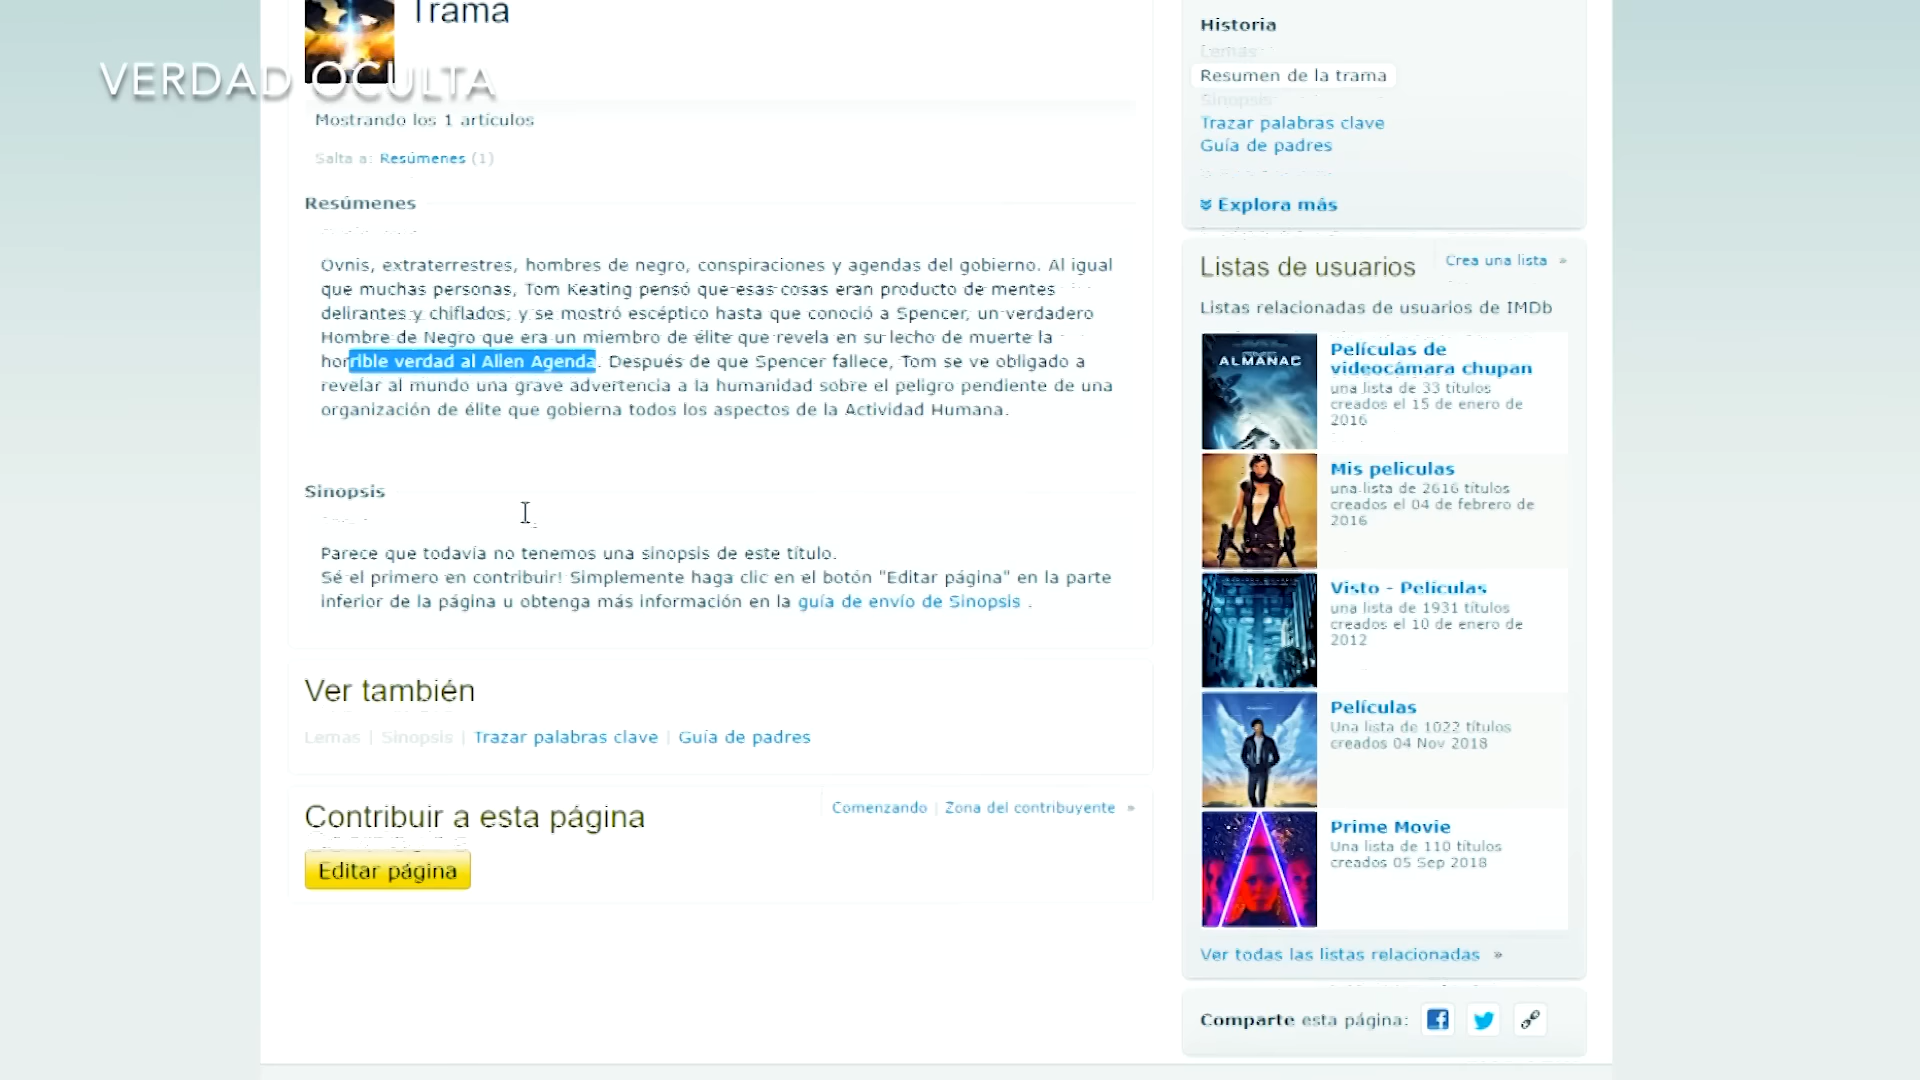 Trama
VERDAD OCULTA
Mostrando los 1 artículos
Salta a: Resúmenes (1)
Resúmenes
Ovnis, extraterrestres, hombres de negro, conspiraciones y agendas del gobierno. Al igual
que muchas personas, Tom Keating pensó que esas cosas eran producto de mentes
delirantes y chiflados; y se mostró escéptico hasta que conoció a Spencer, un verdadero
Hombre de Negro que era un miembro de élite que revela en su lecho de muerte la
horrible verdad al Alien Agenda. Después de que Spencer fallece, Tom se ve obligado a
revelar al mundo una grave advertencia a la humanidad sobre el peligro pendiente de una
organización de élite que gobierna todos los aspectos de la Actividad Humana.
Sinopsis
Parece que todavía no tenemos una sinopsis de este título.
Sé el primero en contribuir! Simplemente haga clic en el botón "Editar página" en la parte
inferior de la página u obtenga más información en la guía de envío de Sinopsis .
Ver también
Lemas | Sinopsis | Trazar palabras clave | Guía de padres
Contribuir a esta página
Comenzando | Zona del contribuyente »
Editar página
Historia
Lemas
Resumen de la trama
Sinopsis
Trazar palabras clave
Guía de padres
Explora más
Listas de usuarios
Crea una lista »
Listas relacionadas de usuarios de IMDb
ALMANAC
Películas de
videocámara chupan
una lista de 33 títulos
creados el 15 de enero de
2016
Mis peliculas
una lista de 2616 títulos
creados el 04 de febrero de
2016
Visto - Películas
una lista de 1931 títulos
creados el 10 de enero de
2012
Películas
Una lista de 1022 títulos
creados 04 Nov 2018
Prime Movie
Una lista de 110 títulos
creados 05 Sep 2018
Ver todas las listas relacionadas »
Comparte esta página: